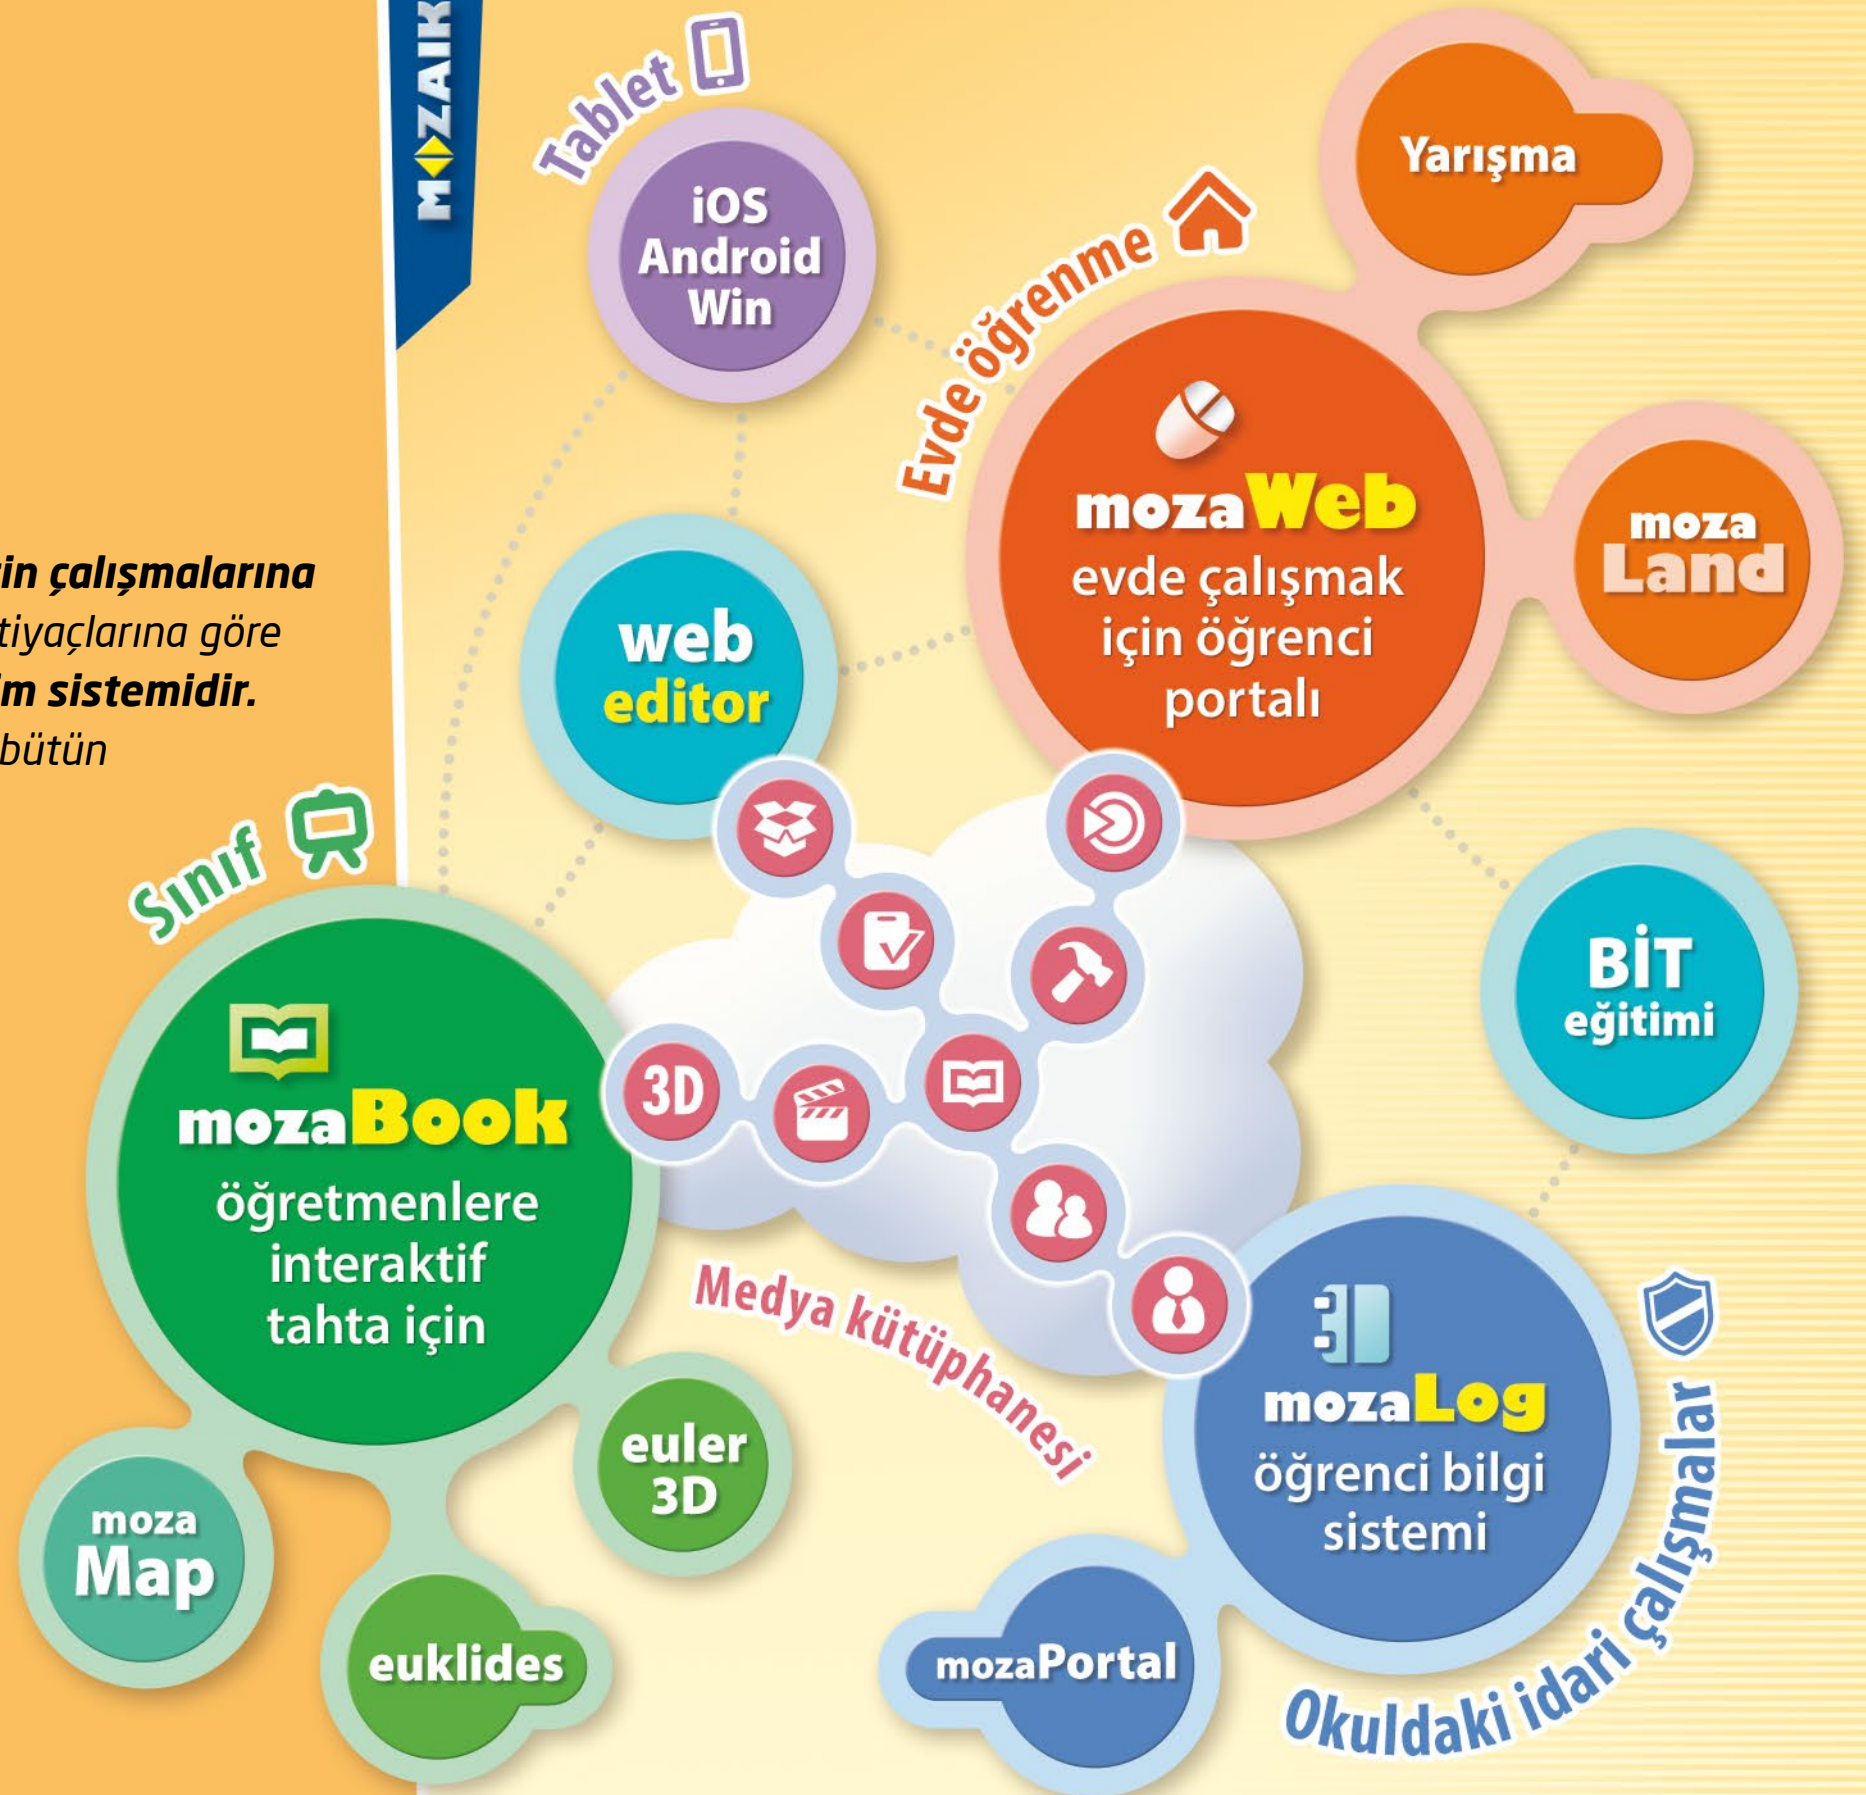 MOZAIK
Tablet
iOS
Android
Win
Evde öğrenme
Yarışma
mozaWeb
evde çalışmak
için öğrenci
portalı
moza
Land
web
editor
çalışmalarına
göre
sistemidir.
bütün
Sınıf
mozaBook
öğretmenlere
interaktif
tahta için
3D
BİT
eğitimi
Medya kütüphanesi
mozaLog
öğrenci bilgi
sistemi
Okuldaki idari çalışmalar
euler
3D
moza
Map
euklides
mozaPortal